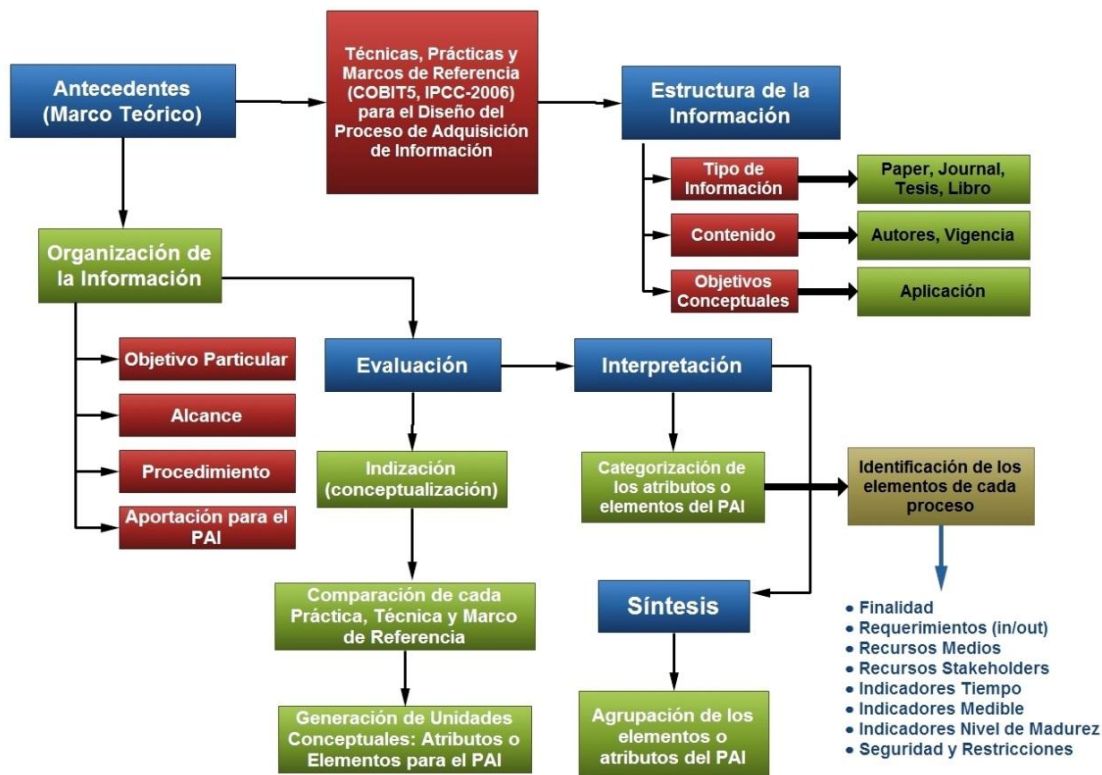 Antecedentes
(Marco Teórico)
Técnicas, Prácticas y
Marcos de Referencia
(COBIT5, IPCC-2006)
para el Diseño del
Proceso de Adquisición
de Información
Estructura de la
Información
Tipo de
Información
Paper, Journal,
Tesis, Libro
Contenido
Autores, Vigencia
Objetivos
Conceptuales
Aplicación
Organización de
la Información
Objetivo Particular
Alcance
Procedimiento
Aportación para el
PAI
Evaluación
Interpretación
Indización
(conceptualización)
Categorización de
los atributos o
elementos del PAI
Identificación de los
elementos de cada
proceso
Comparación de cada
Práctica, Técnica y Marco
de Referencia
Síntesis
Generación de Unidades
Conceptuales: Atributos o
Elementos para el PAI
Agrupación de los
elementos o
atributos del PAI
• Finalidad
• Requerimientos (in/out)
• Recursos Medios
• Recursos Stakeholders
• Indicadores Tiempo
• Indicadores Medible
• Indicadores Nivel de Madurez
• Seguridad y Restricciones